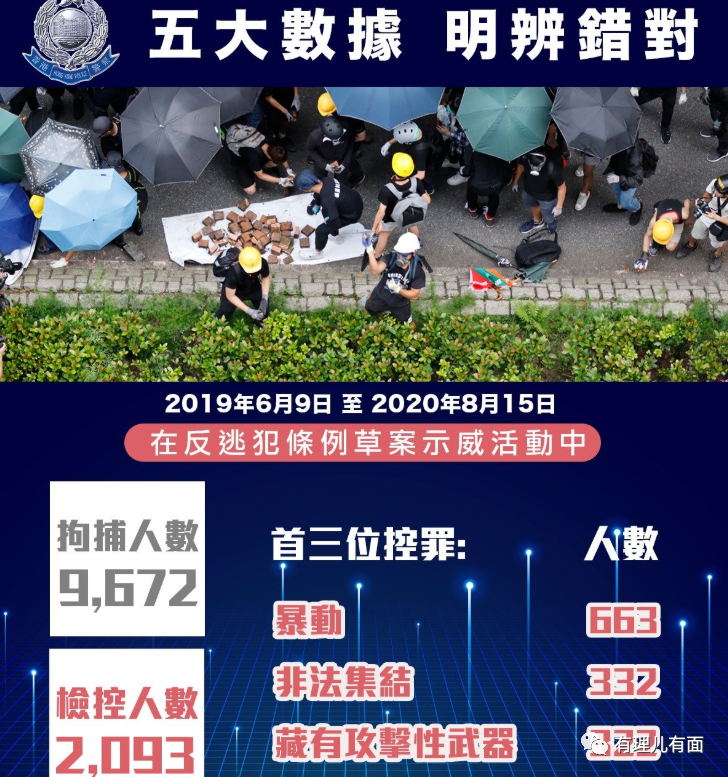 五大數據 明辨錯對
2019年6月9日 至 2020年8月15日
在反逃犯條例草案示威活動中
拘捕人數
9,672
檢控人數
2,093
首三位控罪: 人數
暴動 663
非法集結 332
藏有攻擊性武器
有理儿有面